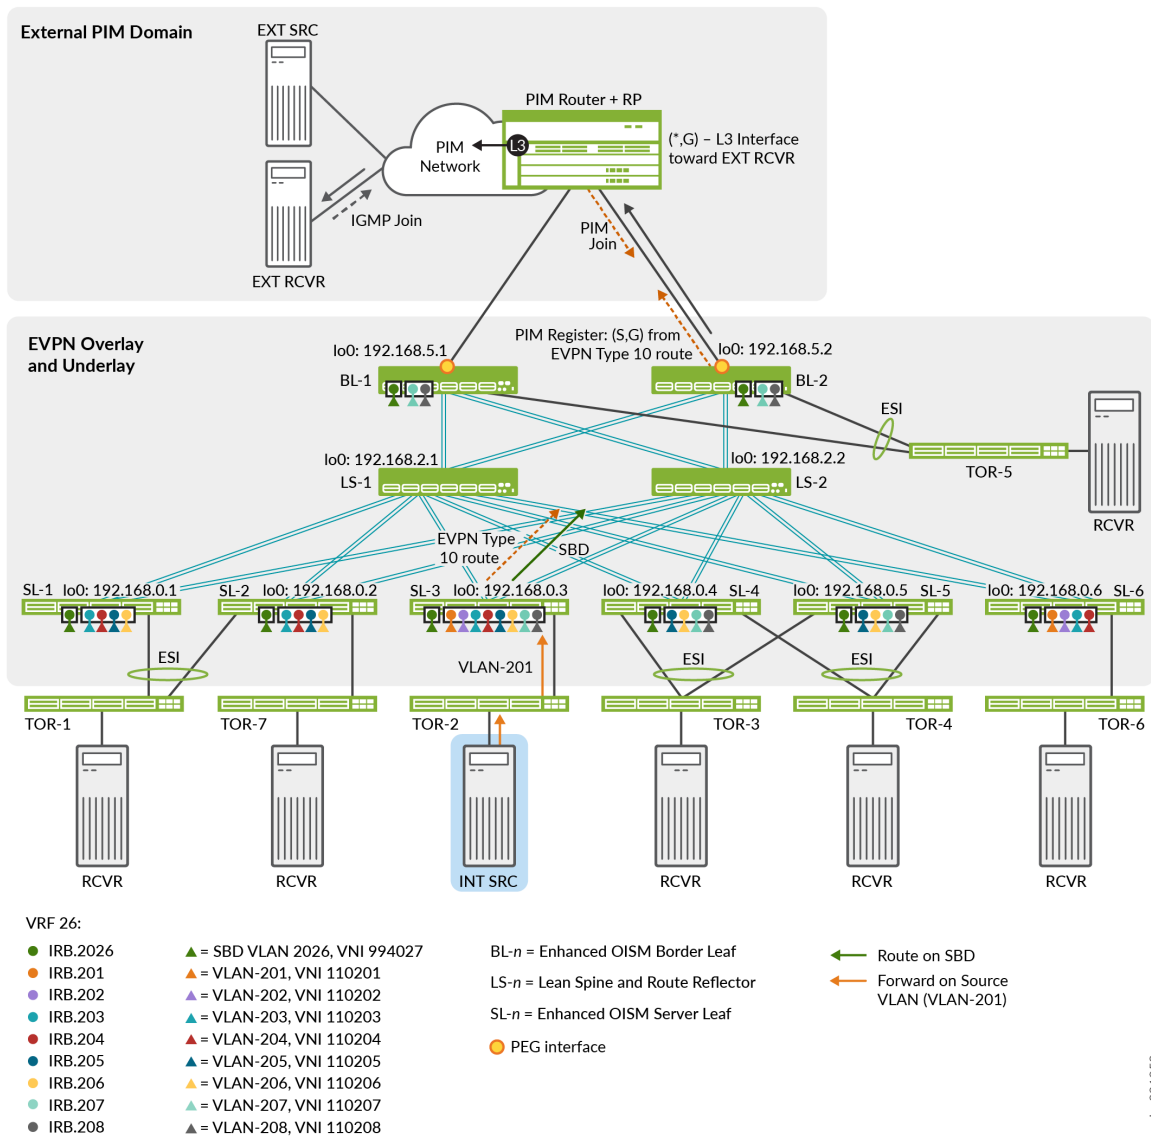 External PIM Domain
EXT SRC
PIM Router + RP
L3
PIM
Network
(*,G) – L3 Interface
toward EXT RCVR
IGMP Join
PIM
Join
EXT RCVR
EVPN Overlay
and Underlay
PIM Register: (S,G) from
EVPN Type 10 route
lo0: 192.168.5.1
lo0: 192.168.5.2
BL-1
BL-2
ESI
TOR-5
RCVR
lo0: 192.168.2.1
lo0: 192.168.2.2
LS-1
LS-2
EVPN Type
10 route
SBD
SL-1
lo0: 192.168.0.1
SL-2
lo0: 192.168.0.2
SL-3
lo0: 192.168.0.3
lo0: 192.168.0.4
SL-4
lo0: 192.168.0.5
SL-5
lo0: 192.168.0.6
SL-6
ESI
VLAN-201
ESI
ESI
TOR-1
TOR-7
TOR-2
TOR-3
TOR-4
TOR-6
RCVR
RCVR
INT SRC
RCVR
RCVR
RCVR
VRF 26:
IRB.2026
IRB.201
IRB.202
IRB.203
IRB.204
IRB.205
IRB.206
IRB.207
IRB.208
= SBD VLAN 2026, VNI 994027
= VLAN-201, VNI 110201
= VLAN-202, VNI 110202
= VLAN-203, VNI 110203
= VLAN-204, VNI 110204
= VLAN-205, VNI 110205
= VLAN-206, VNI 110206
= VLAN-207, VNI 110207
= VLAN-208, VNI 110208
BL-n = Enhanced OISM Border Leaf
LS-n = Lean Spine and Route Reflector
SL-n = Enhanced OISM Server Leaf
PEG interface
Route on SBD
Forward on Source
VLAN (VLAN-201)